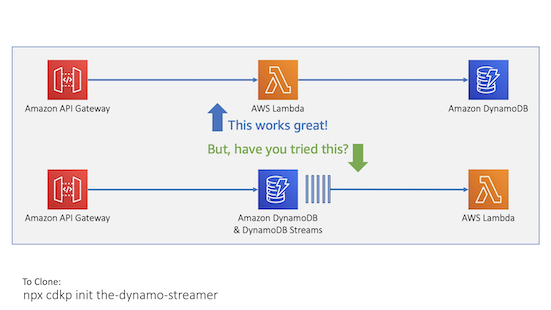 Amazon API Gateway
AWS Lambda
Amazon DynamoDB
This works great!
But, have you tried this?
Amazon API Gateway
Amazon DynamoDB
& DynamoDB Streams
AWS Lambda
To Clone:
npx cdkp init the-dynamo-streamer